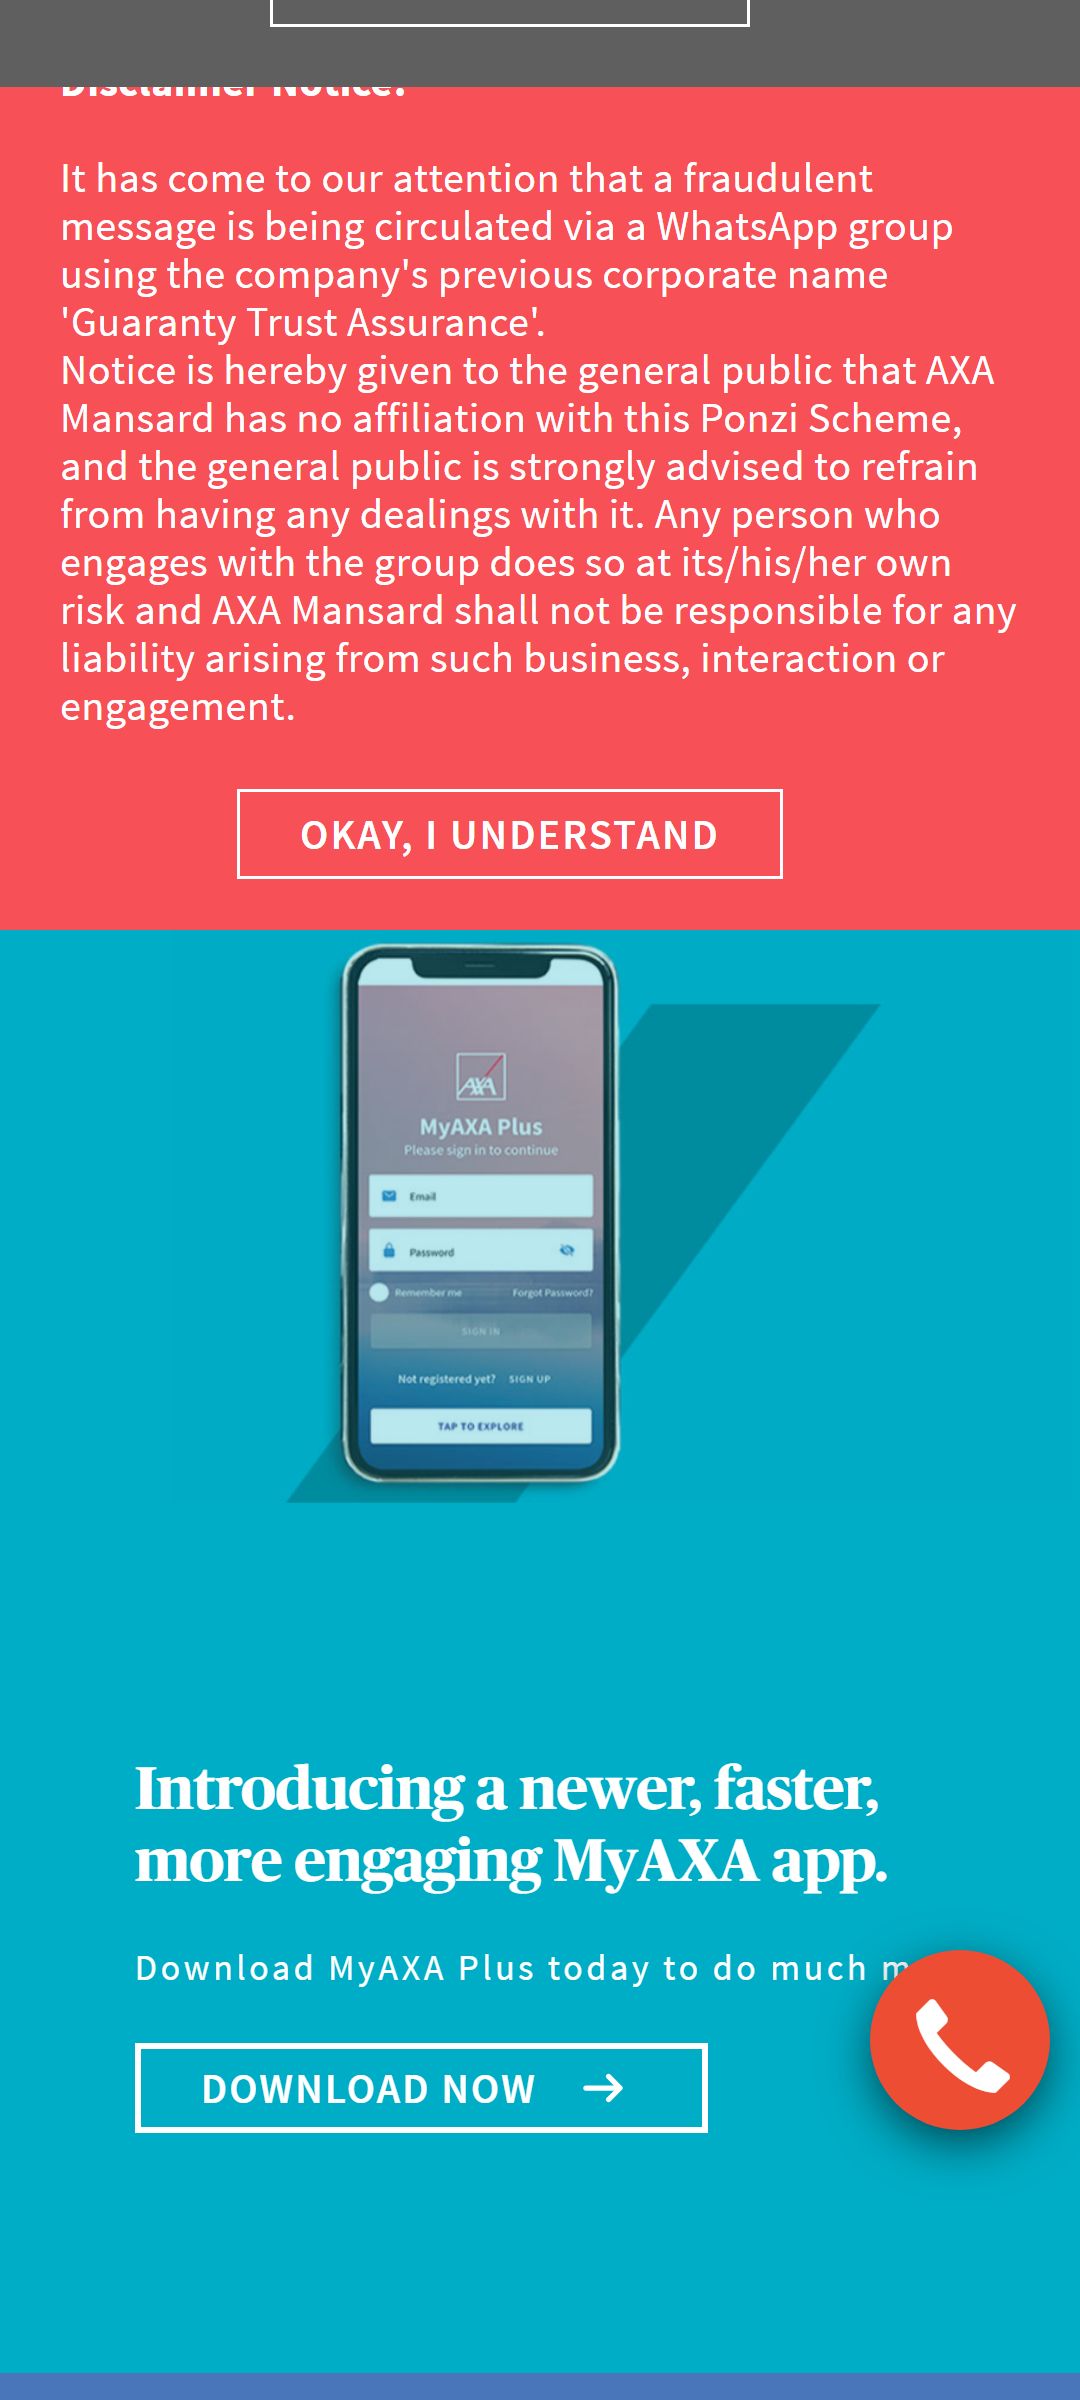 Disclaimer Notice:
It has come to our attention that a fraudulent
message is being circulated via a WhatsApp group
using the company's previous corporate name
'Guaranty Trust Assurance'.
Notice is hereby given to the general public that AXA
Mansard has no affiliation with this Ponzi Scheme,
and the general public is strongly advised to refrain
from having any dealings with it. Any person who
engages with the group does so at its/his/her own
risk and AXA Mansard shall not be responsible for any
liability arising from such business, interaction or
engagement.
OKAY, I UNDERSTAND
AXA
MyAXA Plus
Please sign in to continue
Email
Password
Remember me Forgot Password?
SIGN IN
Not registered yet? SIGN UP
TAP TO EXPLORE
Introducing a newer, faster,
more engaging MyAXA app.
Download MyAXA Plus today to do much
DOWNLOAD NOW